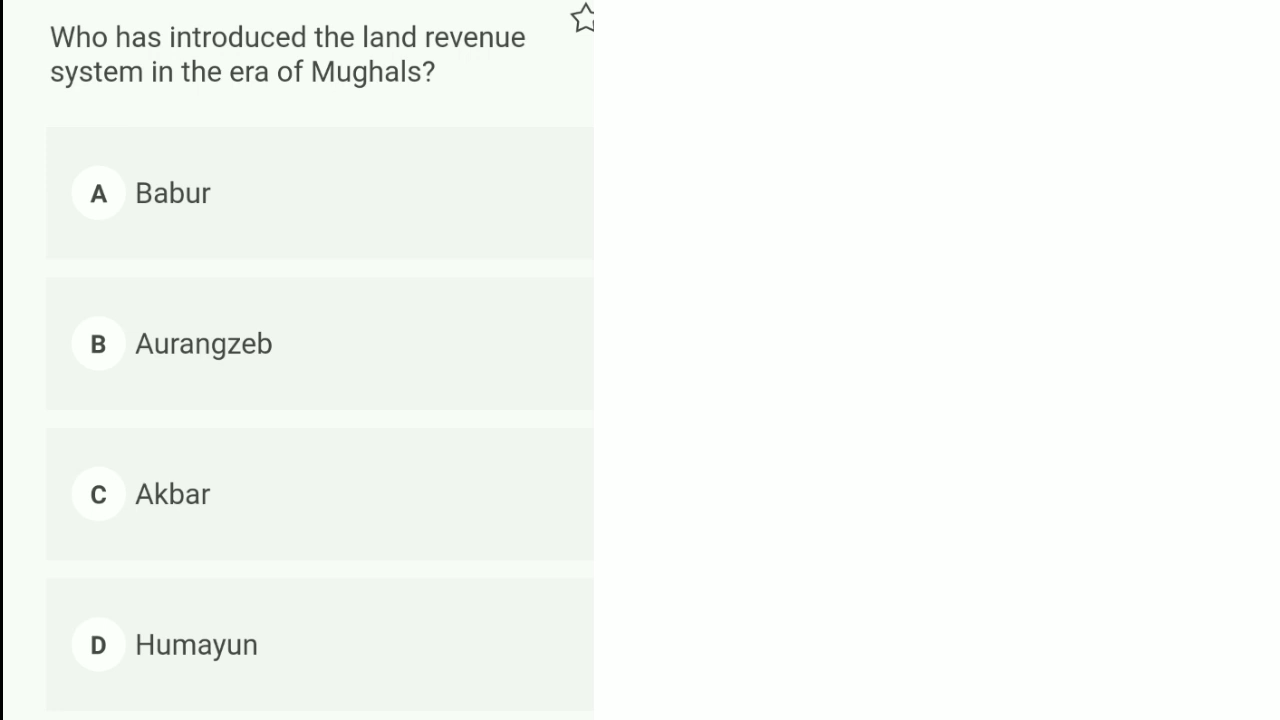 Who has introduced the land revenue
system in the era of Mughals?
A Babur
B Aurangzeb
C Akbar
D Humayun